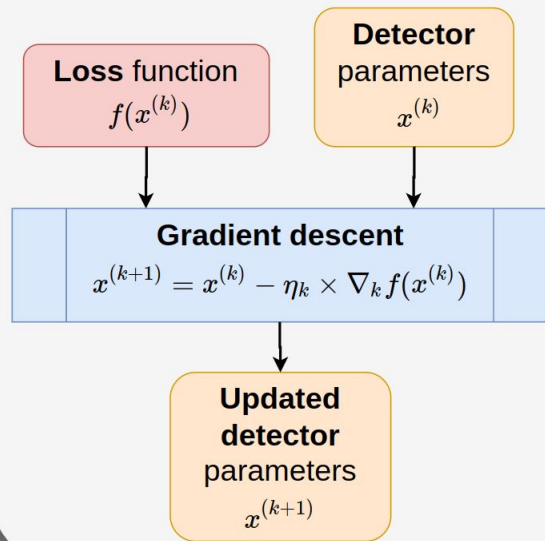 Loss function
f(x^{(k)})
Detector
parameters
x^{(k)}
Gradient descent
x^{(k+1)} = x^{(k)} − η_k × ∇_k f(x^{(k)})
Updated
detector
parameters
x^{(k+1)}